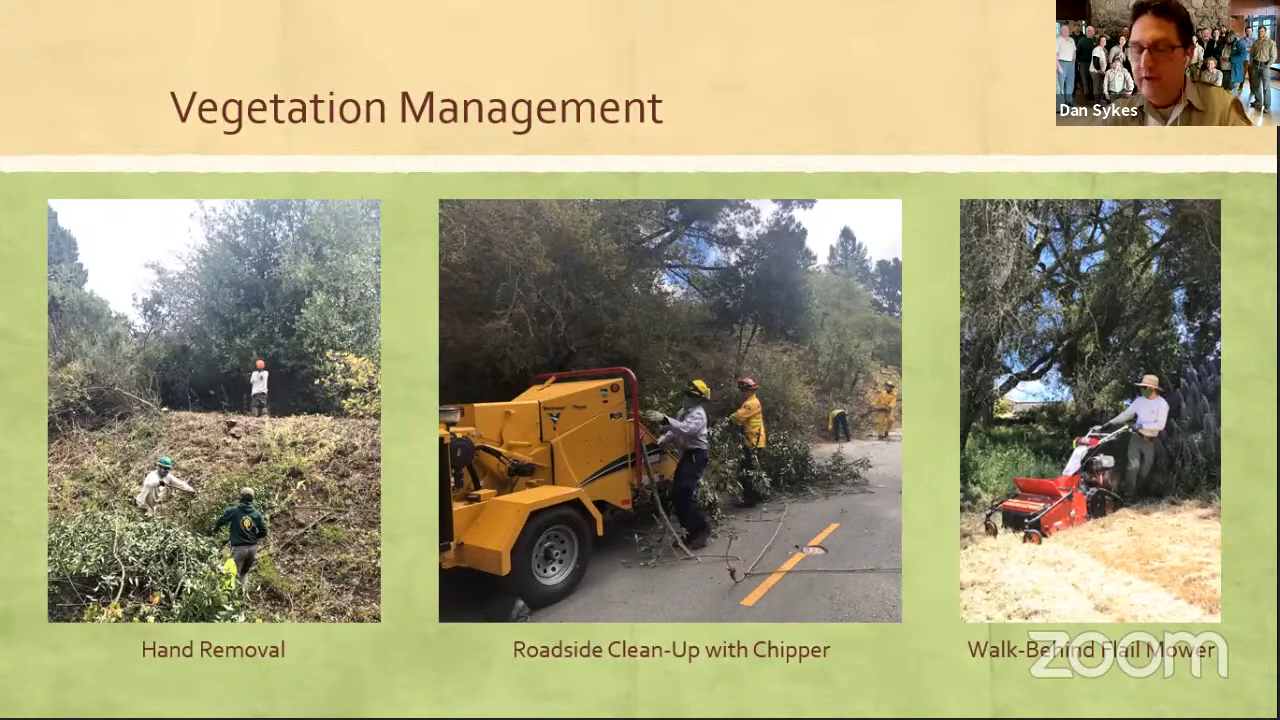 Vegetation Management
Dan Sykes
Hand Removal
Roadside Clean-Up with Chipper
Walk-Behind Flail Mower
zoom